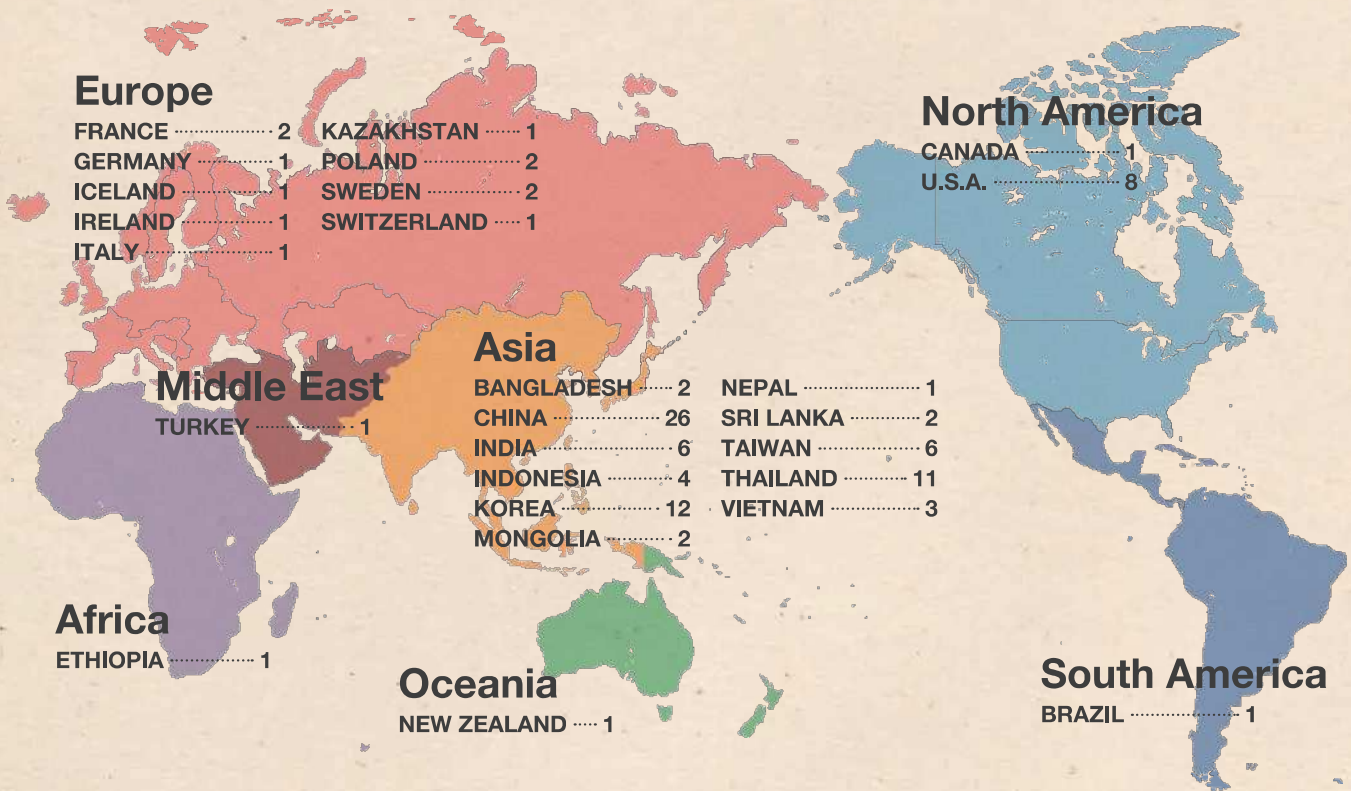 Europe
FRANCE 2
GERMANY 1
ICELAND 1
IRELAND 1
ITALY 1
KAZAKHSTAN 1
POLAND 2
SWEDEN 2
SWITZERLAND 1
North America
CANADA 1
U.S.A. 8
Middle East
TURKEY 1
Asia
BANGLADESH 2
CHINA 26
INDIA 6
INDONESIA 4
KOREA 12
MONGOLIA 2
NEPAL 1
SRI LANKA 2
TAIWAN 6
THAILAND 11
VIETNAM 3
Africa
ETHIOPIA 1
Oceania
NEW ZEALAND 1
South America
BRAZIL 1